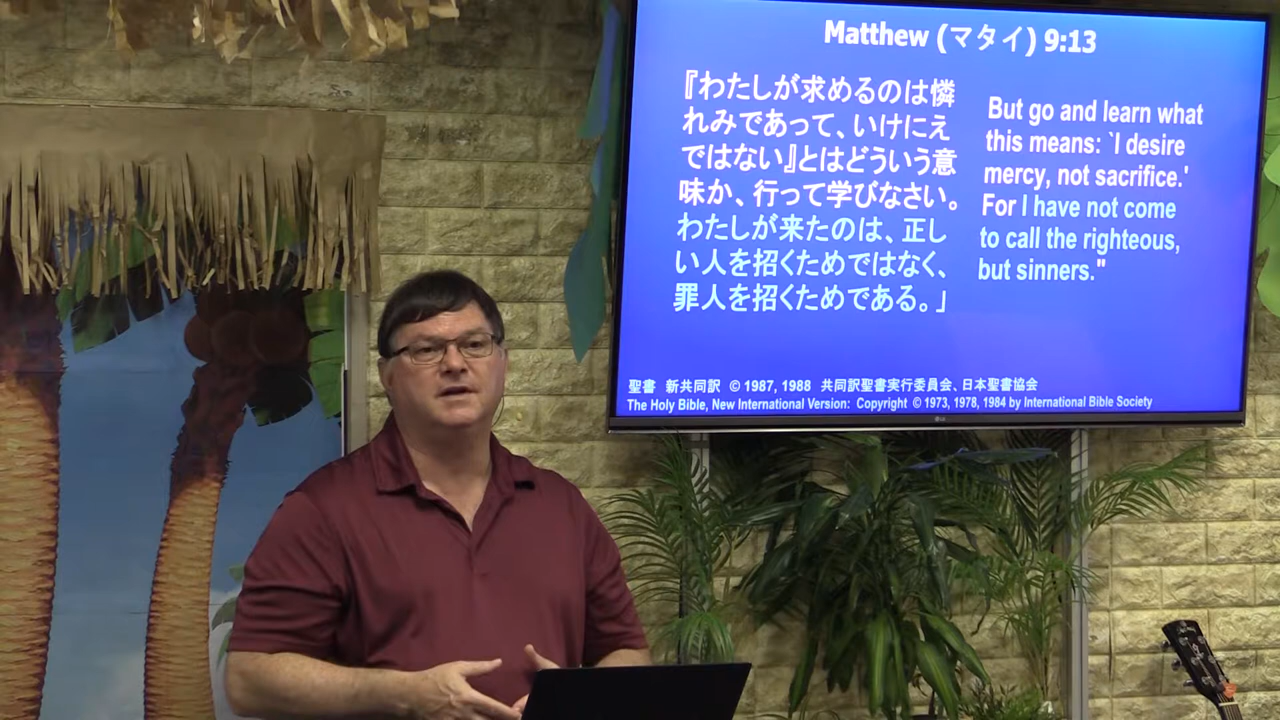 Matthew (マタイ) 9:13
『わたしが求めるのは憐
れみであって、いけにえ
ではない』とはどういう意
味か、行って学びなさい。
わたしが来たのは、正し
い人を招くためではなく、
罪人を招くためである。」
But go and learn what
this means: `I desire
mercy, not sacrifice.'
For I have not come
to call the righteous,
but sinners."
聖書 新共同訳 © 1987, 1988 共同訳聖書実行委員会、日本聖書協会
The Holy Bible, New International Version: Copyright © 1973, 1978, 1984 by International Bible Society
LG